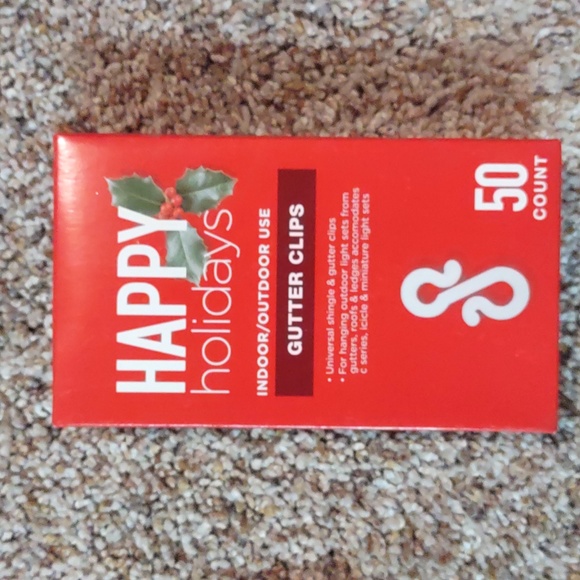 HAPPY
holidays
INDOOR/OUTDOOR USE
GUTTER CLIPS
• Universal shingle & gutter clips
• For hanging outdoor light sets from
gutters, roofs & ledges accomodates
c series, icicle & miniature light sets
50
COUNT